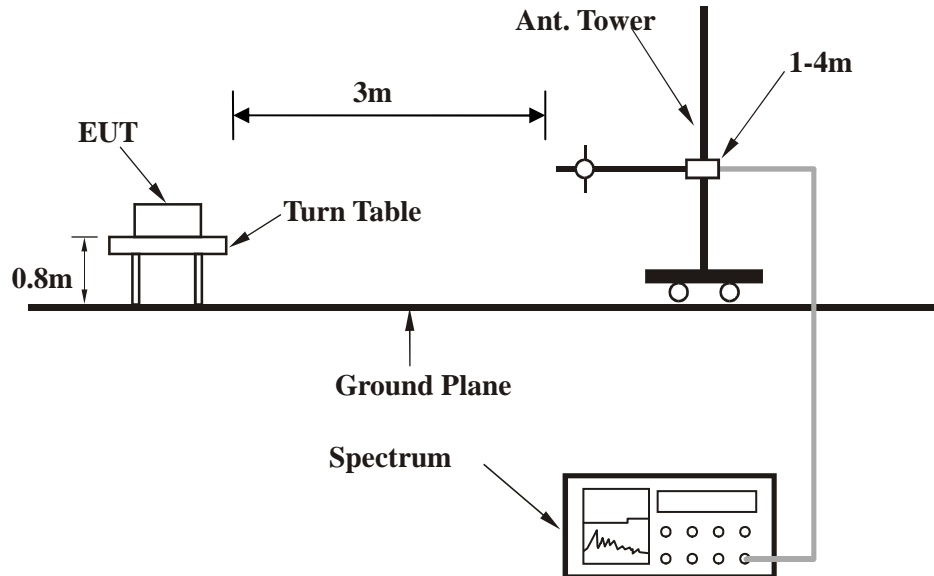 Ant. Tower
1-4m
3m
EUT
Turn Table
0.8m
Ground Plane
Spectrum